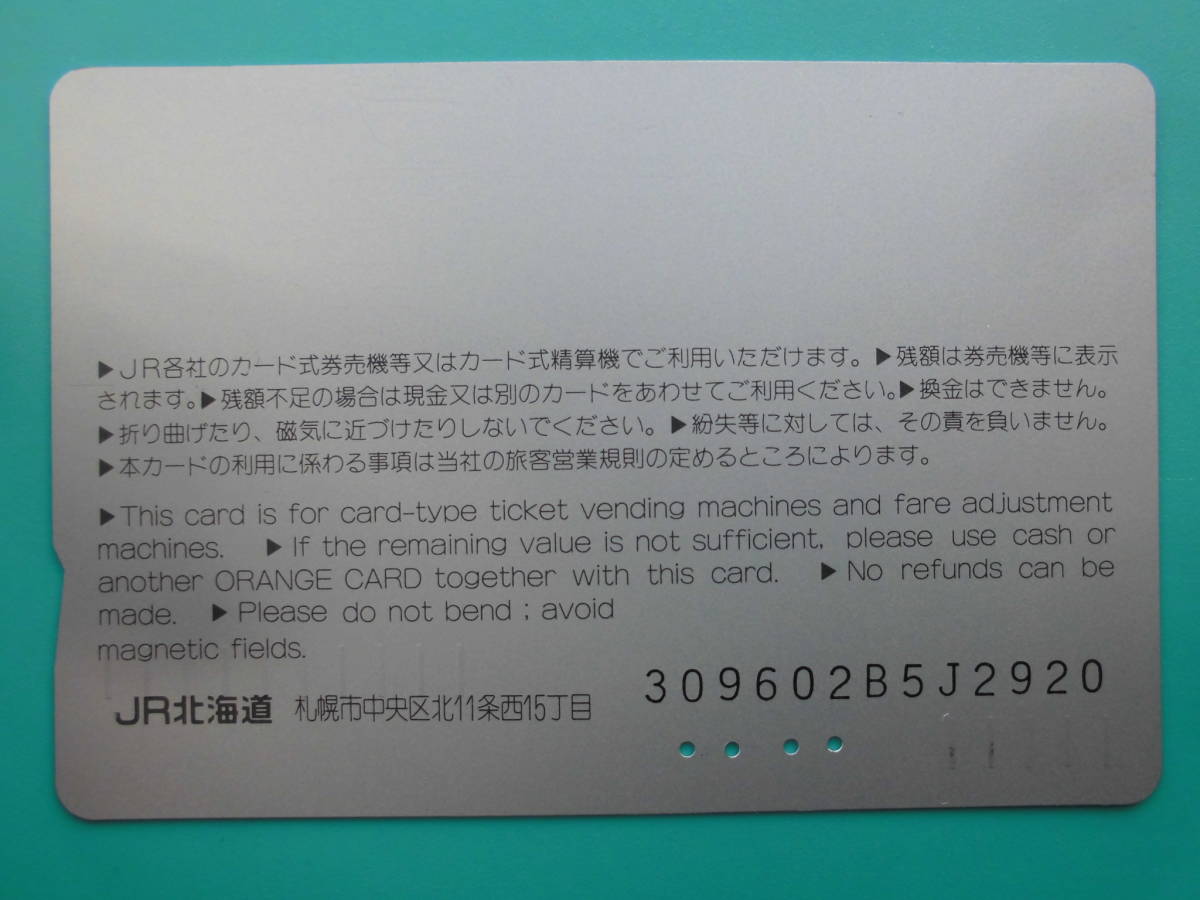 ▶JR各社のカード式券売機等又はカード式精算機でご利用いただけます。▶残額は券売機等に表示
されます。▶残額不足の場合は現金又は別のカードをあわせてご利用ください。▶換金はできません。
▶折り曲げたり、磁気に近づけたりしないでください。▶紛失等に対しては、その責を負いません。
▶本カードの利用に係わる事項は当社の旅客営業規則の定めるところによります。
▶This card is for card-type ticket vending machines and fare adjustment
machines. ▶If the remaining value is not sufficient, please use cash or
another ORANGE CARD together with this card. ▶No refunds can be
made. ▶Please do not bend ; avoid
magnetic fields.
309602B5J2920
JR北海道 札幌市中央区北11条西15丁目